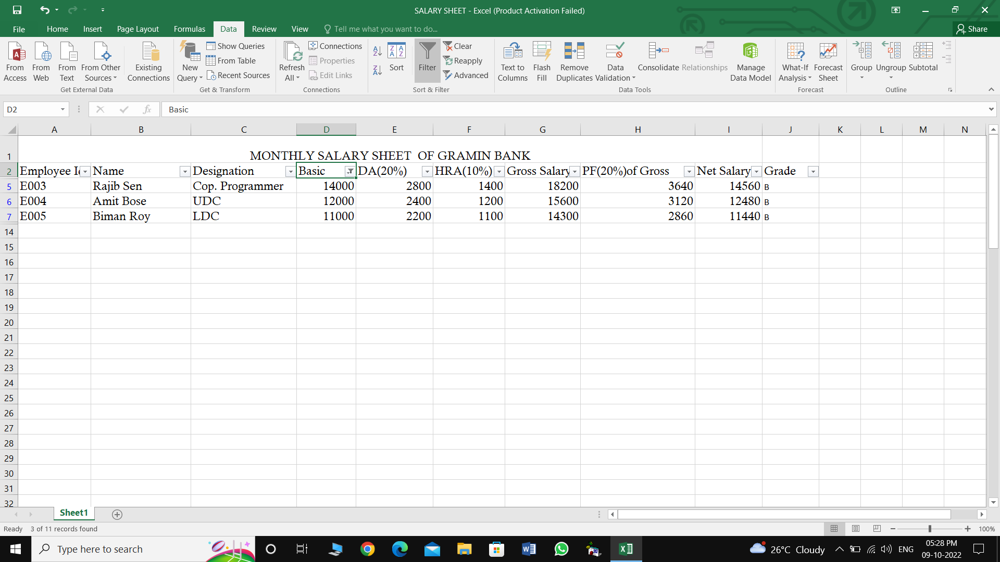 SALARY SHEET - Excel (Product Activation Failed)
File Home Insert Page Layout Formulas Data Review View Tell me what you want to do... Share
From Access From Web From Text From Other Sources Existing Connections
Get External Data
New Query Show Queries From Table Recent Sources
Get & Transform
Refresh All Connections Properties Edit Links
Connections
Sort Filter Clear Reapply Advanced
Sort & Filter
Text to Columns Flash Fill Remove Duplicates Data Validation Consolidate Relationships Manage Data Model
Data Tools
What-If Analysis Forecast Sheet
Forecast
Group Ungroup Subtotal
Outline
D2 fx Basic
A B C D E F G H I J K L M N
1 MONTHLY SALARY SHEET OF GRAMIN BANK
2 Employee I Name Designation Basic DA(20%) HRA(10%) Gross Salary PF(20%)of Gross Net Salary Grade
5 E003 Rajib Sen Cop. Programmer 14000 2800 1400 18200 3640 14560 B
6 E004 Amit Bose UDC 12000 2400 1200 15600 3120 12480 B
7 E005 Biman Roy LDC 11000 2200 1100 14300 2860 11440 B
14
15
16
17
18
19
20
21
22
23
24
25
26
27
28
29
30
31
32
Sheet1
Ready 3 of 11 records found 100%
Type here to search 26°C Cloudy ENG 05:28 PM
09-10-2022